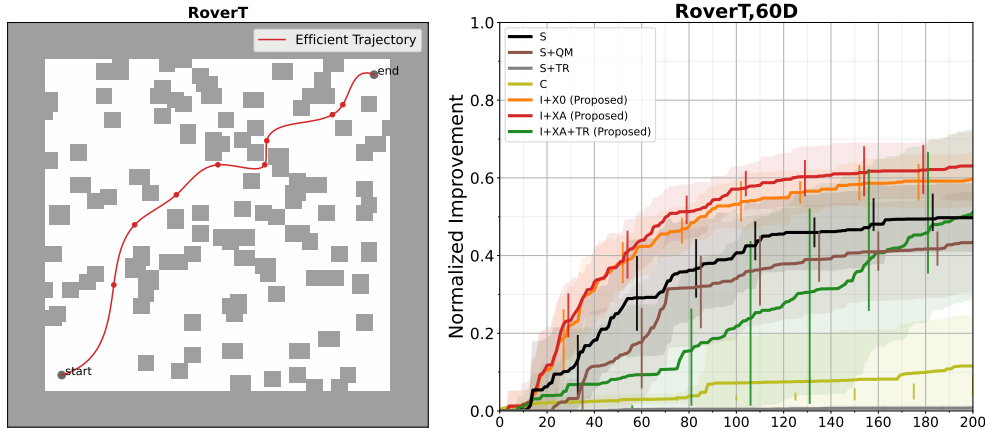 RoverT
Efficient Trajectory
end
start
RoverT,60D
Normalized Improvement
1.0
0.8
0.6
0.4
0.2
0.0
S
S+QM
S+TR
C
I+X0 (Proposed)
I+XA (Proposed)
I+XA+TR (Proposed)
0 20 40 60 80 100 120 140 160 180 200